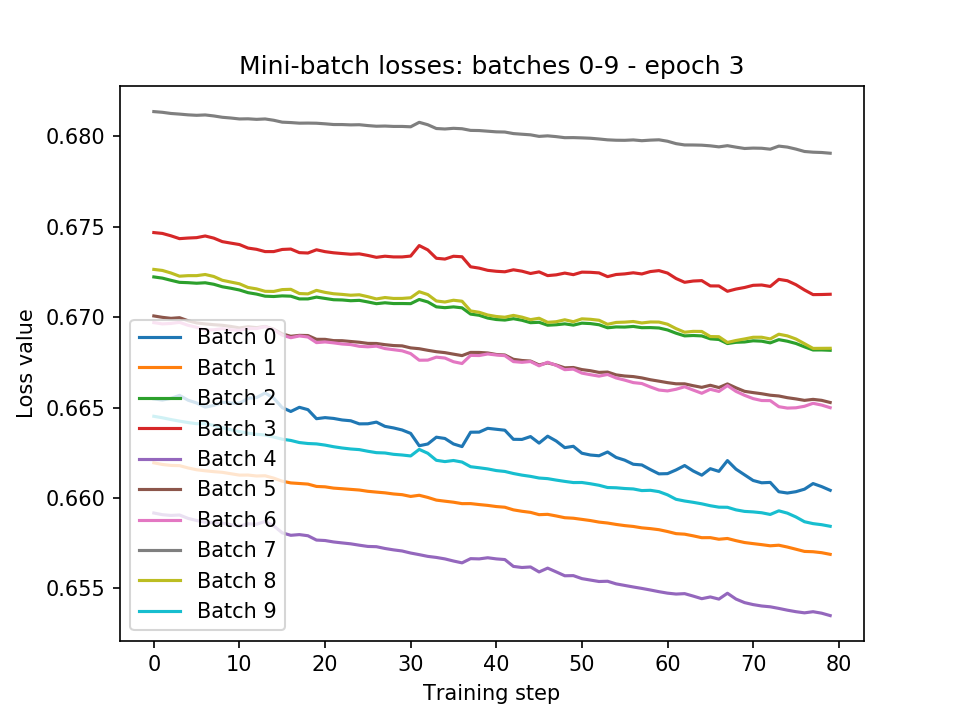 Mini-batch losses: batches 0-9 - epoch 3
Loss value
0.680
0.675
0.670
0.665
0.660
0.655
Batch 0
Batch 1
Batch 2
Batch 3
Batch 4
Batch 5
Batch 6
Batch 7
Batch 8
Batch 9
0 10 20 30 40 50 60 70 80
Training step